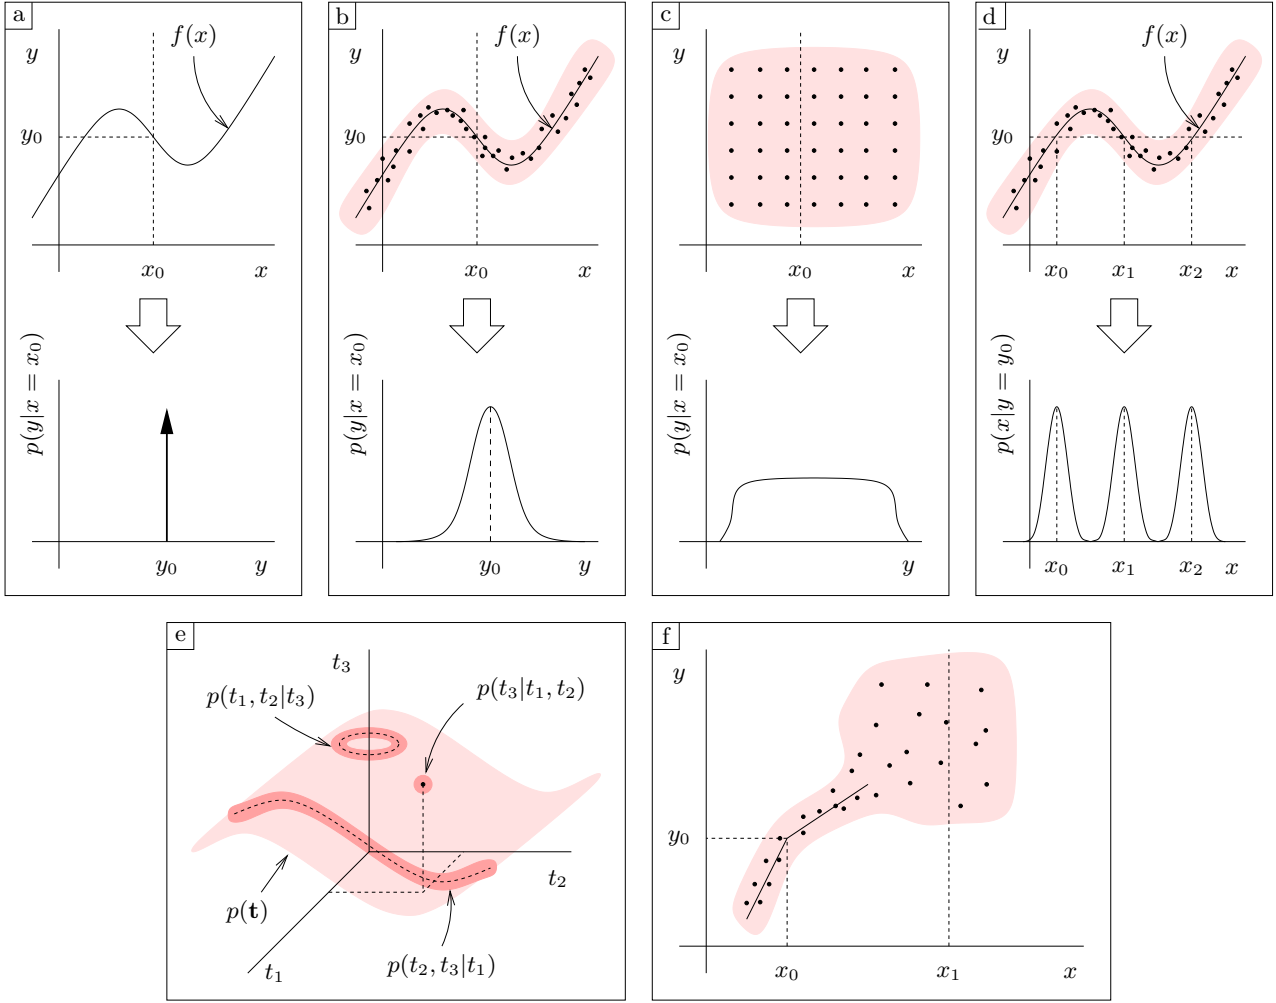 a
y
f(x)
y₀
x₀
x
p(y|x = x₀)
y₀
y
b
y
f(x)
y₀
x₀
x
p(y|x = x₀)
y₀
y
c
y
x₀
x
p(y|x = x₀)
y
d
y
f(x)
y₀
x₀
x₁
x₂
x
p(x|y = y₀)
x₀
x₁
x₂
x
e
t₃
p(t₁, t₂|t₃)
p(t₃|t₁, t₂)
t₂
p(𝐭)
p(t₂, t₃|t₁)
t₁
f
y
y₀
x₀
x₁
x